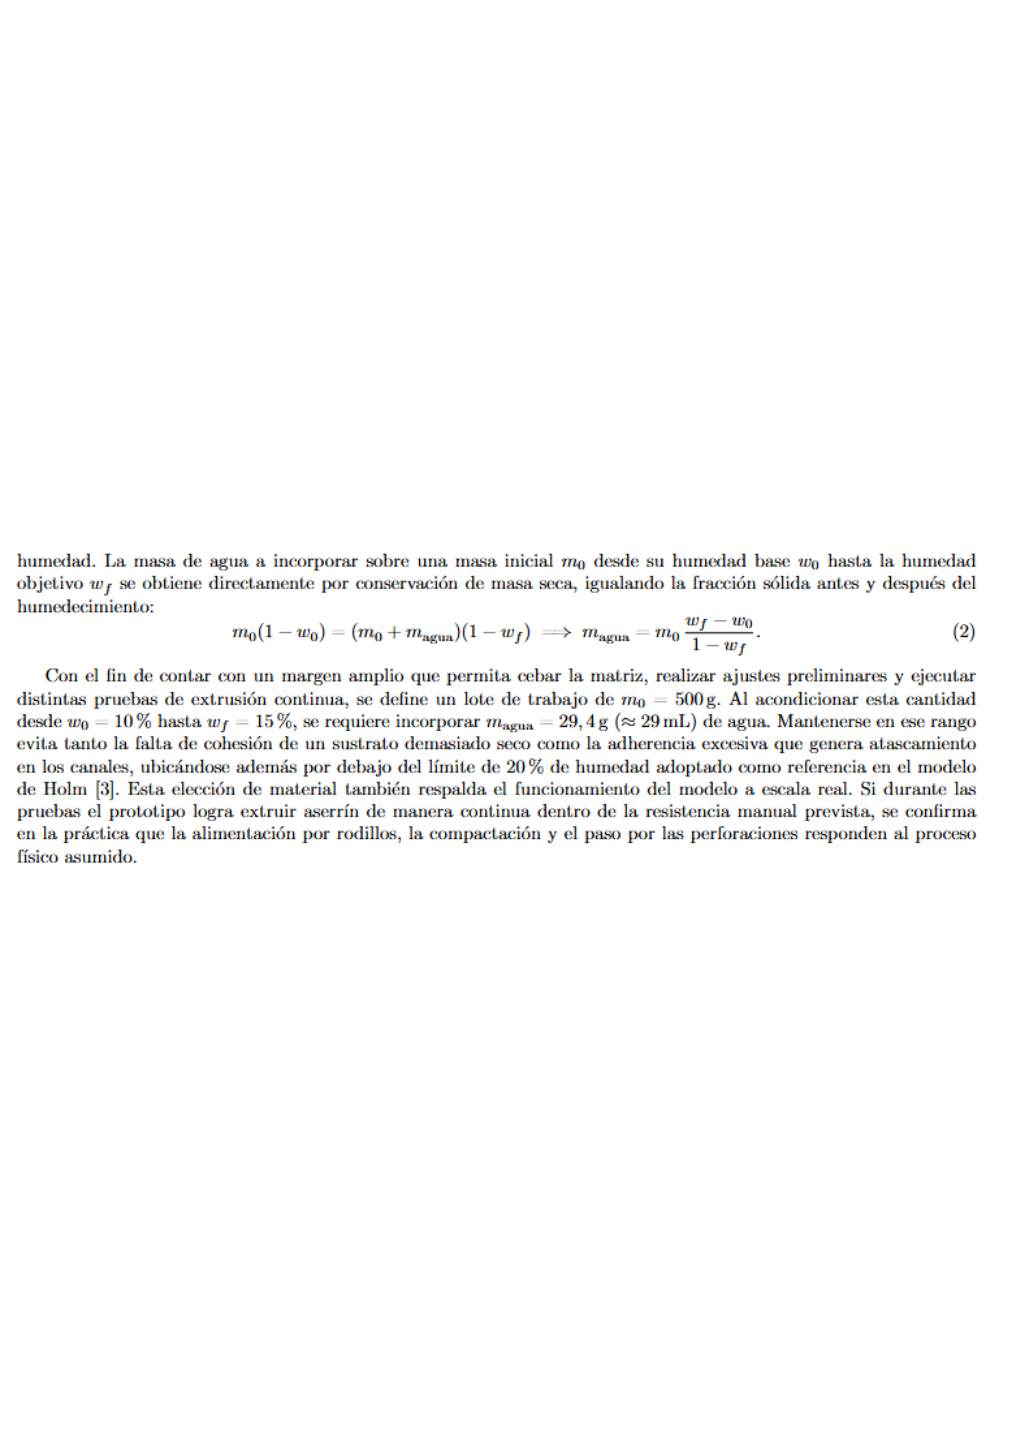 humedad. La masa de agua a incorporar sobre una masa inicial m₀ desde su humedad base w₀ hasta la humedad
objetivo w_f se obtiene directamente por conservación de masa seca, igualando la fracción sólida antes y después del
humedecimiento:
m₀(1 − w₀) = (m₀ + m_agua)(1 − w_f) ⟹ m_agua = m₀ (w_f − w₀)/(1 − w_f). (2)
Con el fin de contar con un margen amplio que permita cebar la matriz, realizar ajustes preliminares y ejecutar
distintas pruebas de extrusión continua, se define un lote de trabajo de m₀ = 500 g. Al acondicionar esta cantidad
desde w₀ = 10 % hasta w_f = 15 %, se requiere incorporar m_agua = 29, 4 g (≈ 29 mL) de agua. Mantenerse en ese rango
evita tanto la falta de cohesión de un sustrato demasiado seco como la adherencia excesiva que genera atascamiento
en los canales, ubicándose además por debajo del límite de 20 % de humedad adoptado como referencia en el modelo
de Holm [3]. Esta elección de material también respalda el funcionamiento del modelo a escala real. Si durante las
pruebas el prototipo logra extruir aserrín de manera continua dentro de la resistencia manual prevista, se confirma
en la práctica que la alimentación por rodillos, la compactación y el paso por las perforaciones responden al proceso
físico asumido.